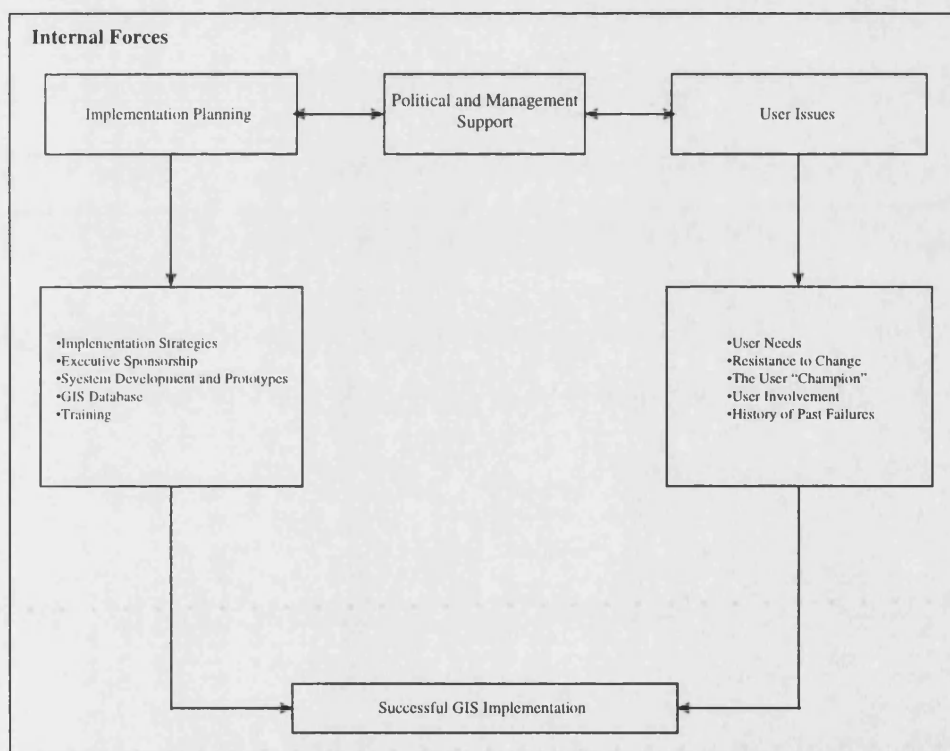 Internal Forces
Implementation Planning
Political and Management
Support
User Issues
•Implementation Strategies
•Executive Sponsorship
•Syestem Development and Prototypes
•GIS Database
•Training
•User Needs
•Resistance to Change
•The User “Champion”
•User Involvement
•History of Past Failures
Successful GIS Implementation